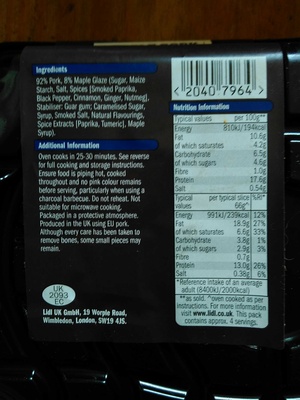 Ingredients
92% Pork, 8% Maple Glaze (Sugar, Maize
Starch, Salt, Spices [Smoked Paprika,
Black Pepper, Cinnamon, Ginger, Nutmeg],
Stabiliser: Guar gum; Caramelised Sugar,
Syrup, Smoked Salt, Natural Flavourings,
Spice Extracts [Paprika, Tumeric], Maple
Syrup).
Additional Information
Oven cooks in 25-30 minutes. See reverse
for full cooking and storing instructions.
Ensure food is piping hot, cooked
throughout and no pink colour remains
before serving, particularly when using a
charcoal barbecue. Do not reheat. Not
suitable for microwave cooking.
Packaged in a protective atmosphere.
Produced in the UK using EU pork.
Although every care has been taken to
remove bones, some small pieces may
remain.
UK
2093
EC
Lidl UK GmbH, 19 Worple Road,
Wimbledon, London, SW19 4JS.
< 2040 7964 >
Nutrition Information
Typical values per 100g**
Energy 810kJ/194kcal
Fat 10.6g
of which saturates 4.2g
Carbohydrate 6.5g
of which sugars 4.6g
Fibre 1.0g
Protein 17.6g
Salt 0.54g
Typical values per typical slice 66g^ %RI*
Energy 991kJ/239kcal 12%
Fat 18.9g 27%
of which saturates 6.6g 33%
Carbohydrate 3.8g 1%
of which sugars 2.9g 3%
Fibre 0.7g
Protein 13.0g 26%
Salt 0.36g 6%
*Reference intake of an average
adult (8400kJ/2000kcal)
**as sold. ^oven cooked as per
instructions. For more information
visit www.lidl.co.uk. This pack
contains approx. 4 servings.